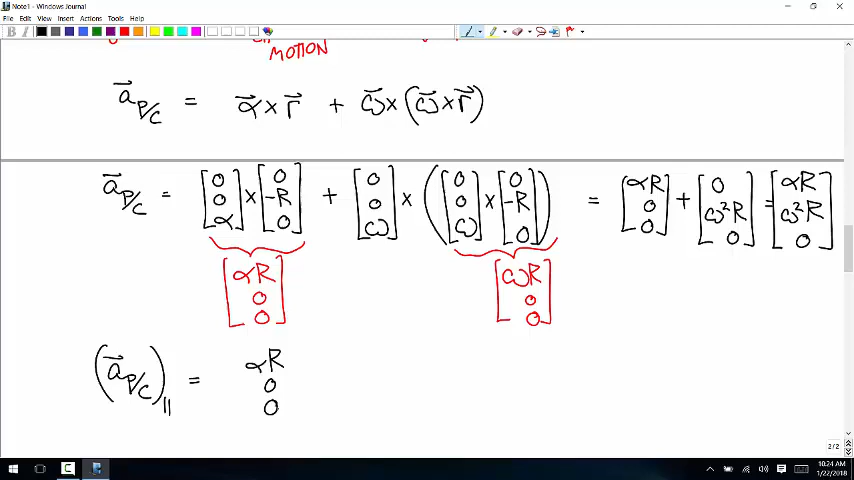 Note1 - Windows Journal
File Edit View Insert Actions Tools Help
B
MOTION
a⃗ P/C = α⃗ × r⃗ + ω⃗ × (ω⃗ × r⃗)
a⃗ P/C = [0 0 α] × [0 -R 0] + [0 0 ω] × ([0 0 ω] × [0 -R 0]) = [αR 0 0] + [0 ω²R 0] = [αR ω²R 0]
[αR 0 0] [ωR 0 0]
(a⃗ P/C)∥ = αR 0 0
2/2
10:24 AM
1/22/2018